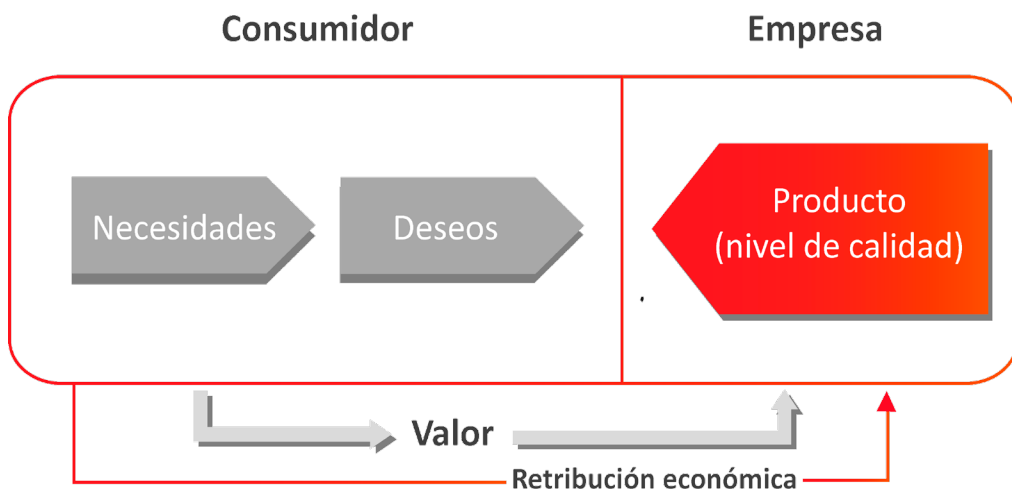 Consumidor
Empresa
Necesidades
Deseos
Producto
(nivel de calidad)
Valor
Retribución económica